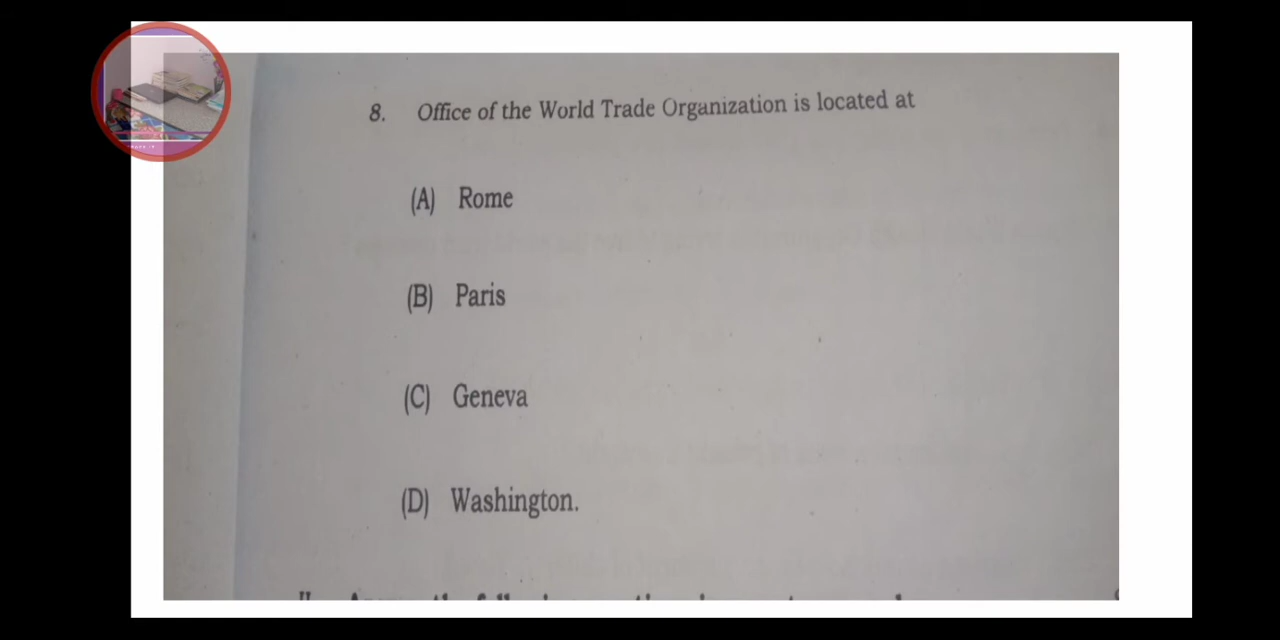 8. Office of the World Trade Organization is located at
(A) Rome
(B) Paris
(C) Geneva
(D) Washington.